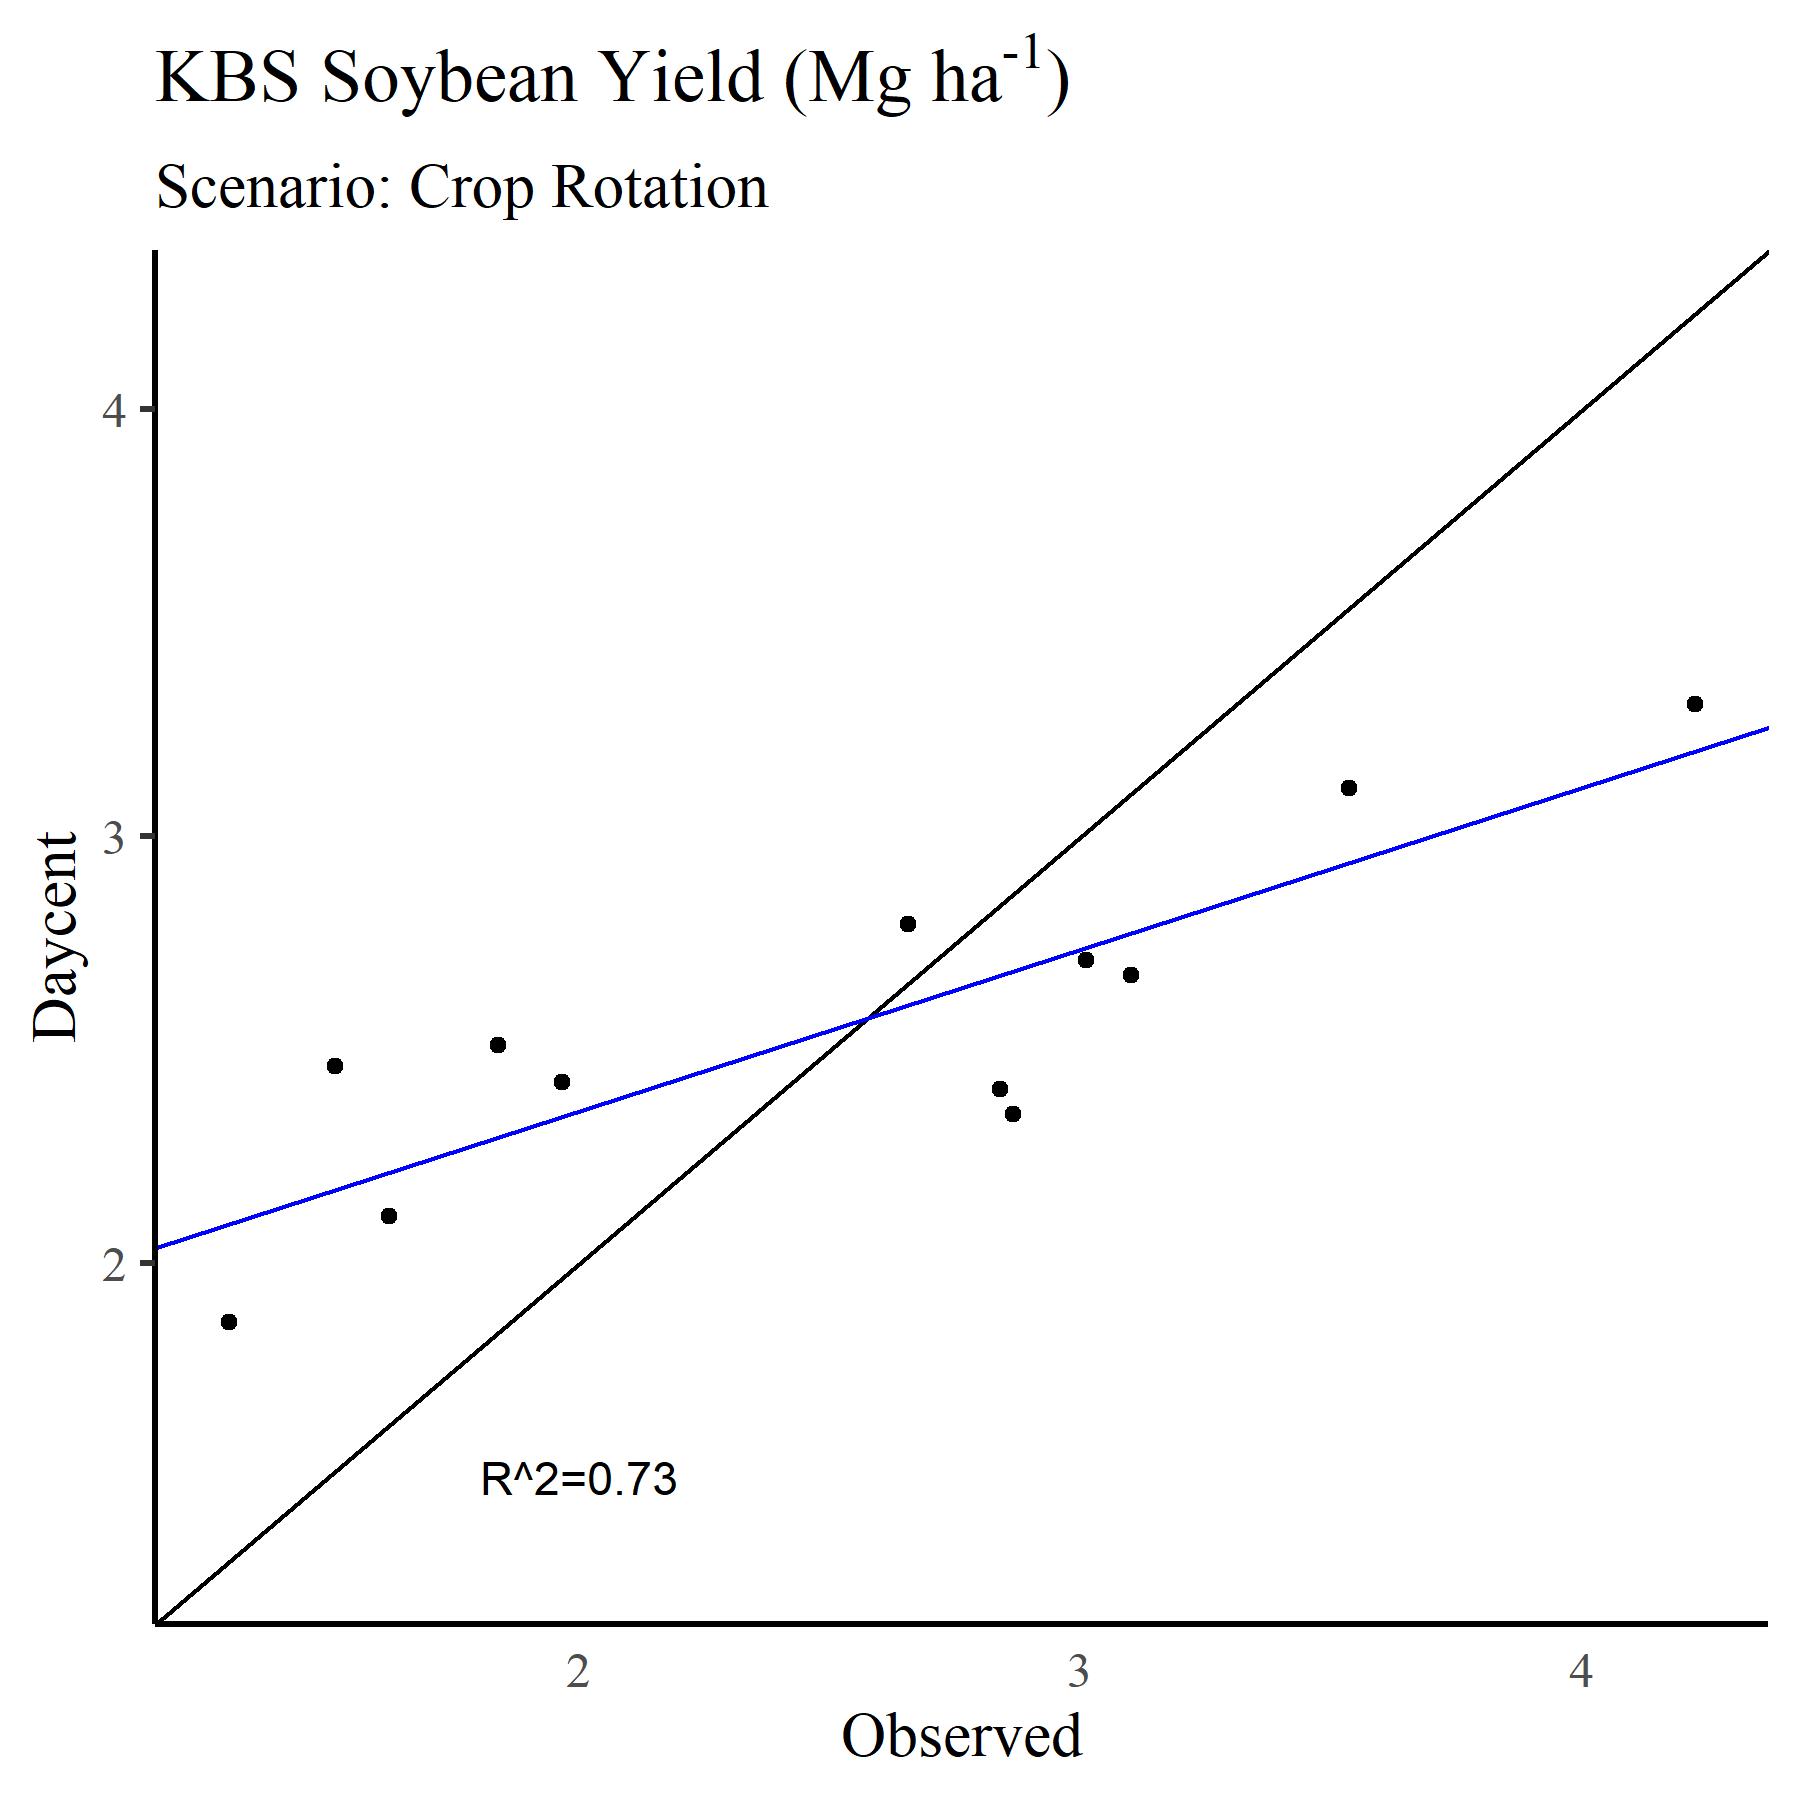 KBS Soybean Yield (Mg ha⁻¹)
Scenario: Crop Rotation
4
3
2
Daycent
R^2=0.73
2 3 4
Observed